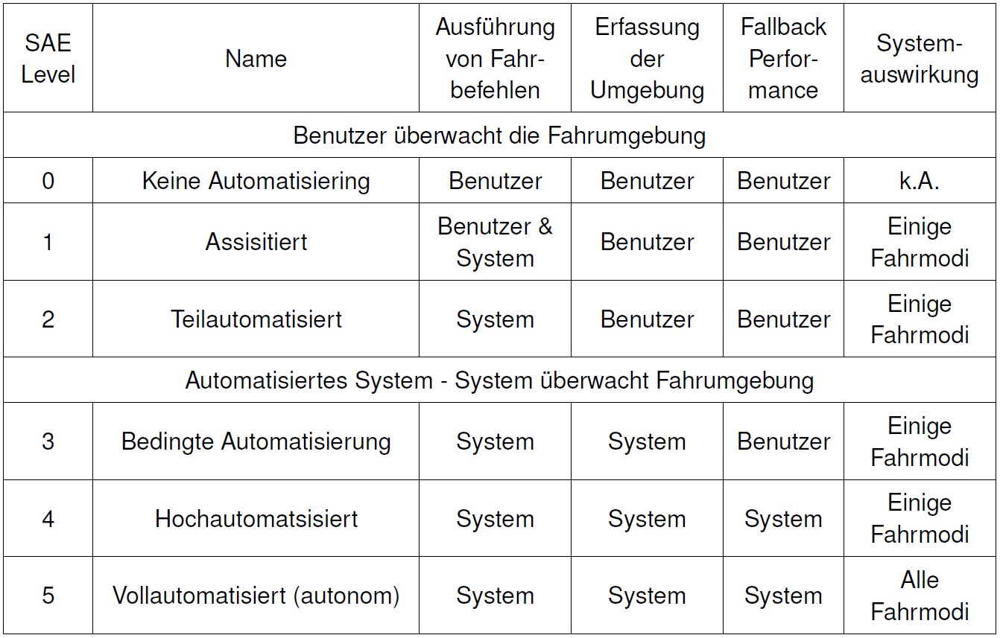 SAE
Level
Name
Ausführung
von Fahr-
befehlen
Erfassung
der
Umgebung
Fallback
Perfor-
mance
System-
auswirkung
Benutzer überwacht die Fahrumgebung
0
Keine Automatisiering
Benutzer
Benutzer
Benutzer
k.A.
1
Assisitiert
Benutzer &
System
Benutzer
Benutzer
Einige
Fahrmodi
2
Teilautomatisiert
System
Benutzer
Benutzer
Einige
Fahrmodi
Automatisiertes System - System überwacht Fahrumgebung
3
Bedingte Automatisierung
System
System
Benutzer
Einige
Fahrmodi
4
Hochautomatsisiert
System
System
System
Einige
Fahrmodi
5
Vollautomatisiert (autonom)
System
System
System
Alle
Fahrmodi